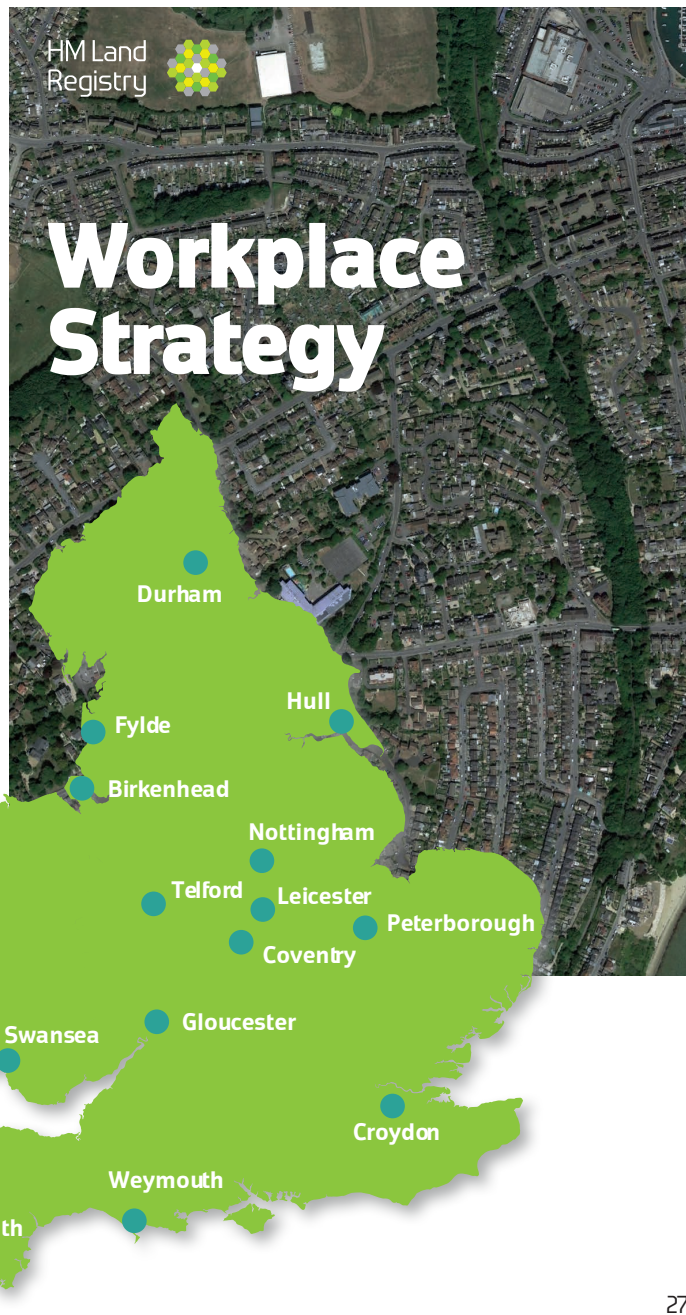 HM Land
Registry
Workplace
Strategy
Durham
Hull
Fylde
Birkenhead
Nottingham
Telford
Leicester
Peterborough
Coventry
Gloucester
Swansea
Croydon
Weymouth
th
27